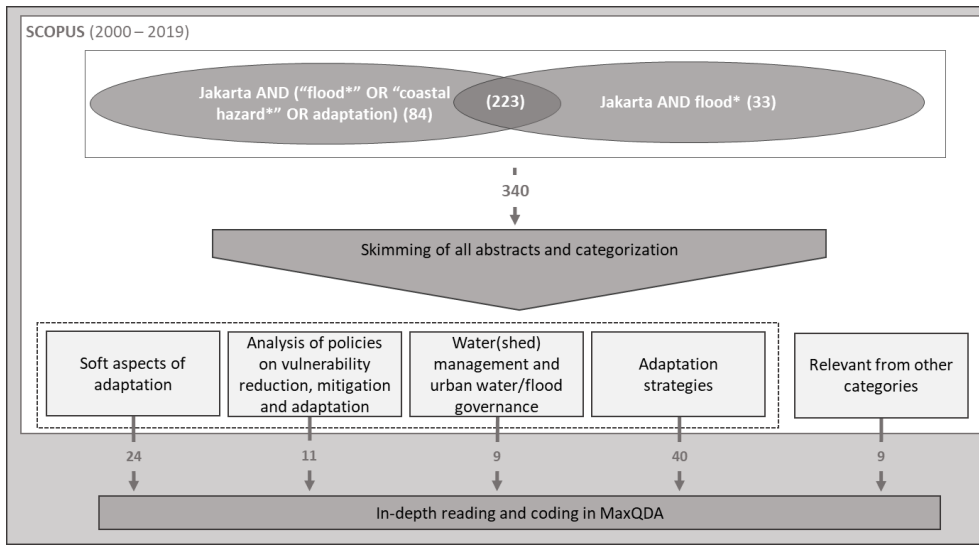 SCOPUS (2000 – 2019)
Jakarta AND (“flood*” OR “coastal
hazard*” OR adaptation) (84)
(223)
Jakarta AND flood* (33)
340
Skimming of all abstracts and categorization
Soft aspects of
adaptation
Analysis of policies
on vulnerability
reduction, mitigation
and adaptation
Water(shed)
management and
urban water/flood
governance
Adaptation
strategies
Relevant from other
categories
24
11
9
40
9
In-depth reading and coding in MaxQDA